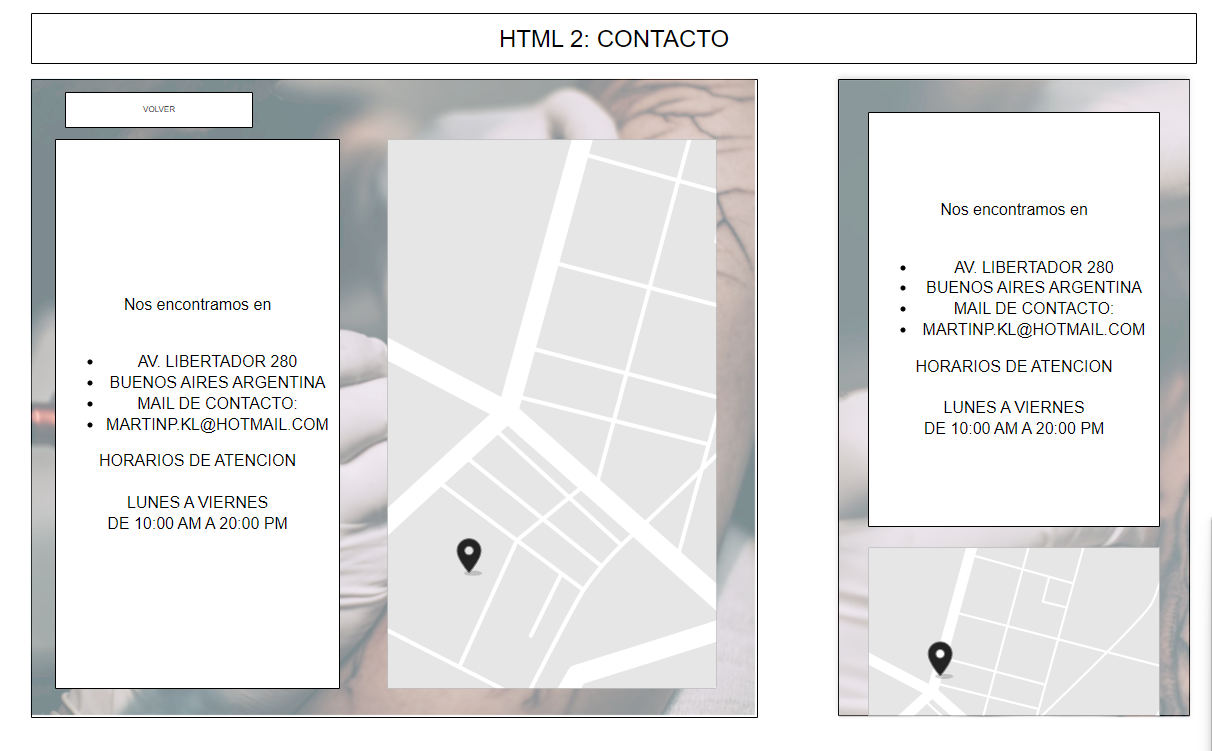 HTML 2: CONTACTO
VOLVER
Nos encontramos en
AV. LIBERTADOR 280
BUENOS AIRES ARGENTINA
MAIL DE CONTACTO:
MARTINP.KL@HOTMAIL.COM
HORARIOS DE ATENCION
LUNES A VIERNES
DE 10:00 AM A 20:00 PM
Nos encontramos en
AV. LIBERTADOR 280
BUENOS AIRES ARGENTINA
MAIL DE CONTACTO:
MARTINP.KL@HOTMAIL.COM
HORARIOS DE ATENCION
LUNES A VIERNES
DE 10:00 AM A 20:00 PM